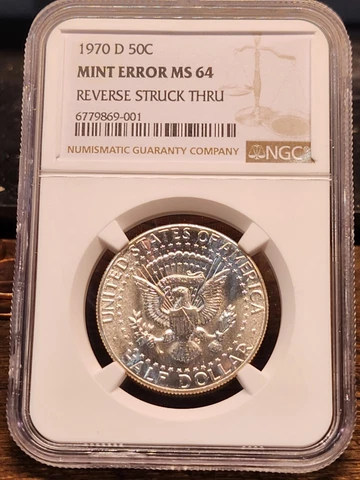 1970 D 50C
MINT ERROR MS 64
REVERSE STRUCK THRU
6779869-001
NUMISMATIC GUARANTY COMPANY NGC
UNITED STATES OF AMERICA
HALF DOLLAR